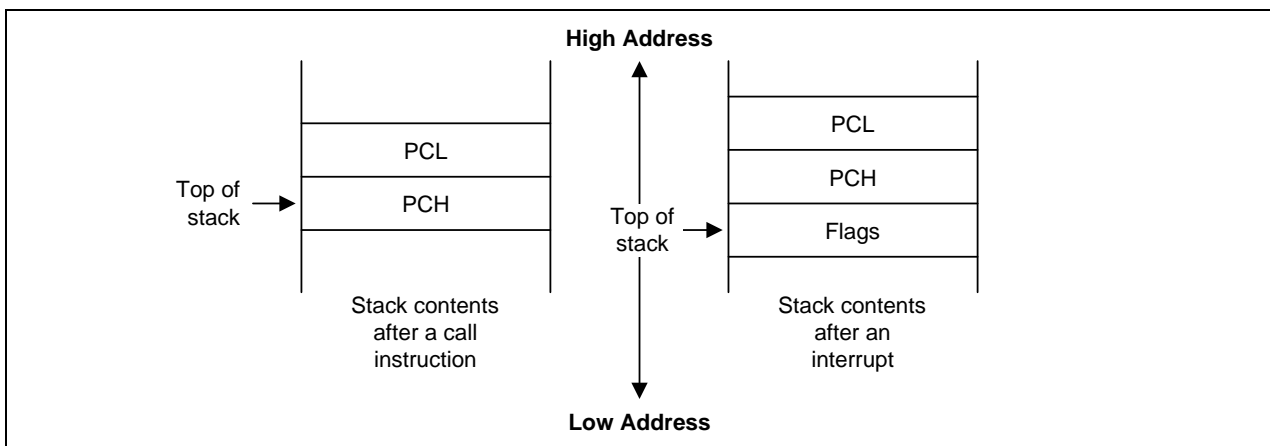 High Address
PCL
PCH
Top of
stack
Stack contents
after a call
instruction
PCL
PCH
Flags
Top of
stack
Stack contents
after an
interrupt
Low Address